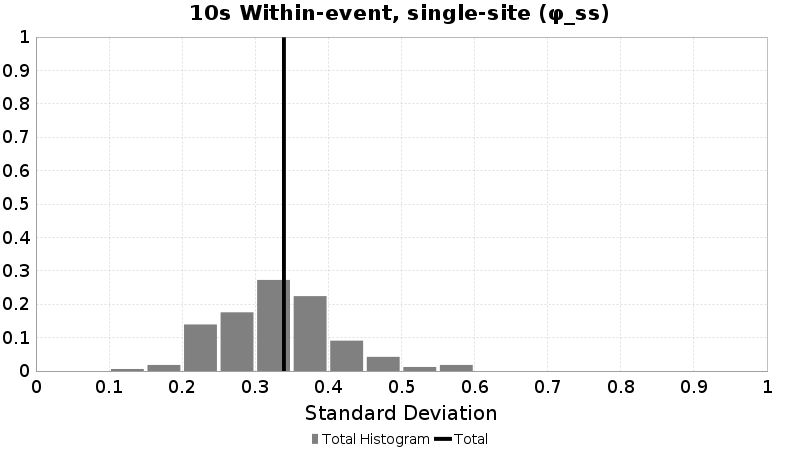 10s Within-event, single-site (φ_ss)
1
0.9
0.8
0.7
0.6
0.5
0.4
0.3
0.2
0.1
0
0 0.1 0.2 0.3 0.4 0.5 0.6 0.7 0.8 0.9 1
Standard Deviation
Total Histogram Total